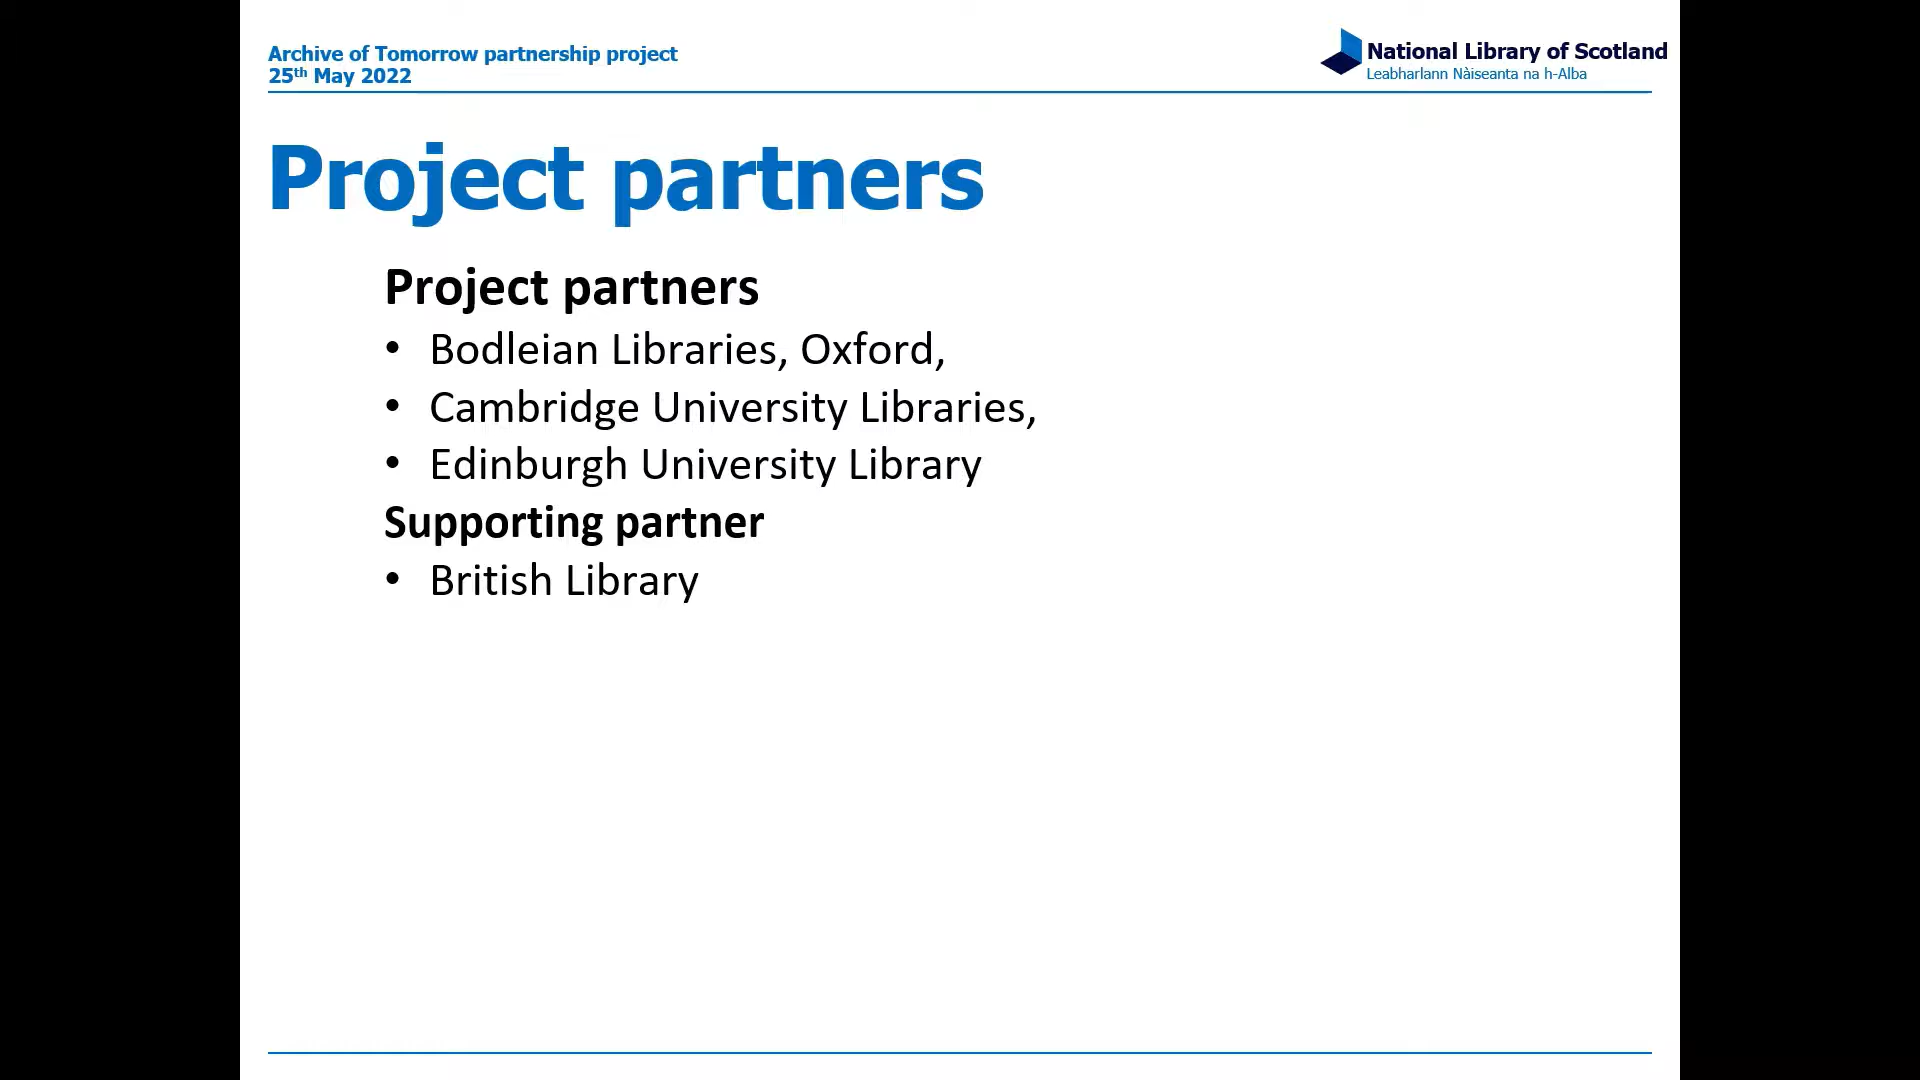 Archive of Tomorrow partnership project
25th May 2022
National Library of Scotland
Leabharlann Nàiseanta na h-Alba
Project partners
Project partners
• Bodleian Libraries, Oxford,
• Cambridge University Libraries,
• Edinburgh University Library
Supporting partner
• British Library